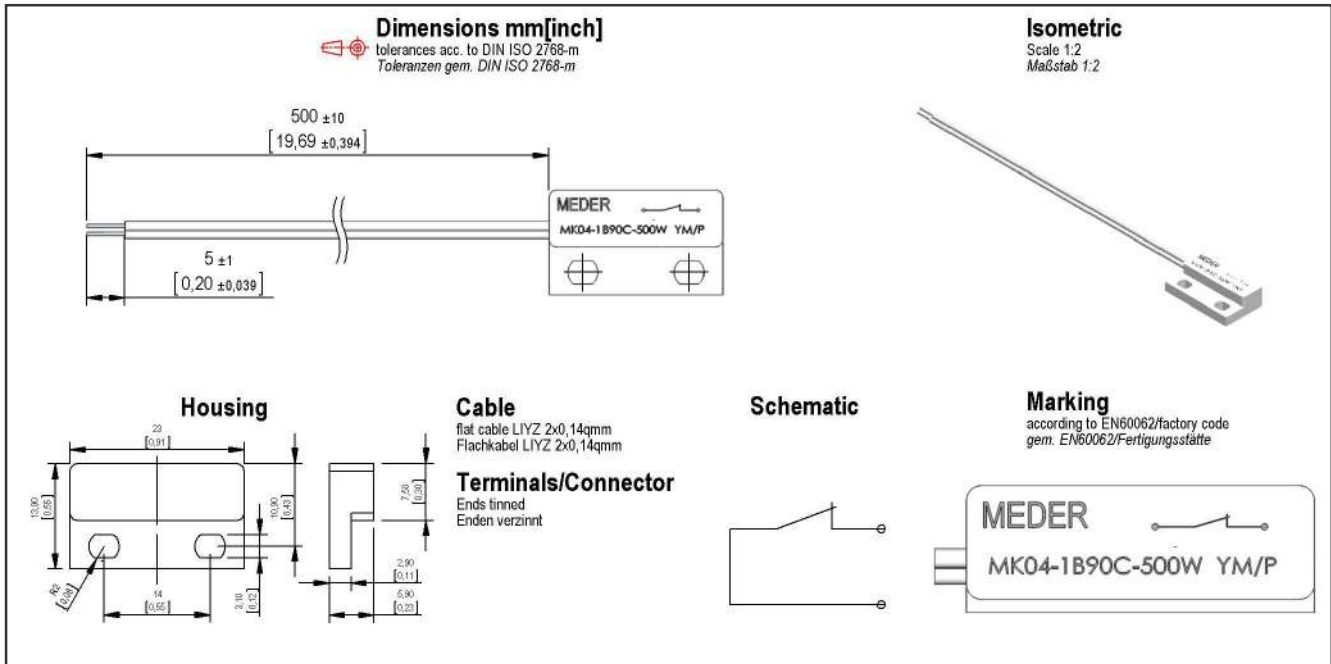 Dimensions mm[inch]
tolerances acc. to DIN ISO 2768-m
Toleranzen gem. DIN ISO 2768-m
Isometric
Scale 1:2
Maßstab 1:2
500 ±10
[19,69 ±0,394]
MEDER
MK04-1B90C-500W YM/P
5 ±1
[0,20 ±0,039]
MEDER
Housing
23
[0,91]
13,90
[0,55]
10,90
[0,43]
7,50
[0,30]
R2
[0,08]
14
[0,55]
3,10
[0,12]
2,90
[0,11]
5,90
[0,23]
Cable
flat cable LIYZ 2x0,14qmm
Flachkabel LIYZ 2x0,14qmm
Terminals/Connector
Ends tinned
Enden verzinnt
Schematic
Marking
according to EN60062/factory code
gem. EN60062/Fertigungsstätte
MEDER
MK04-1B90C-500W YM/P